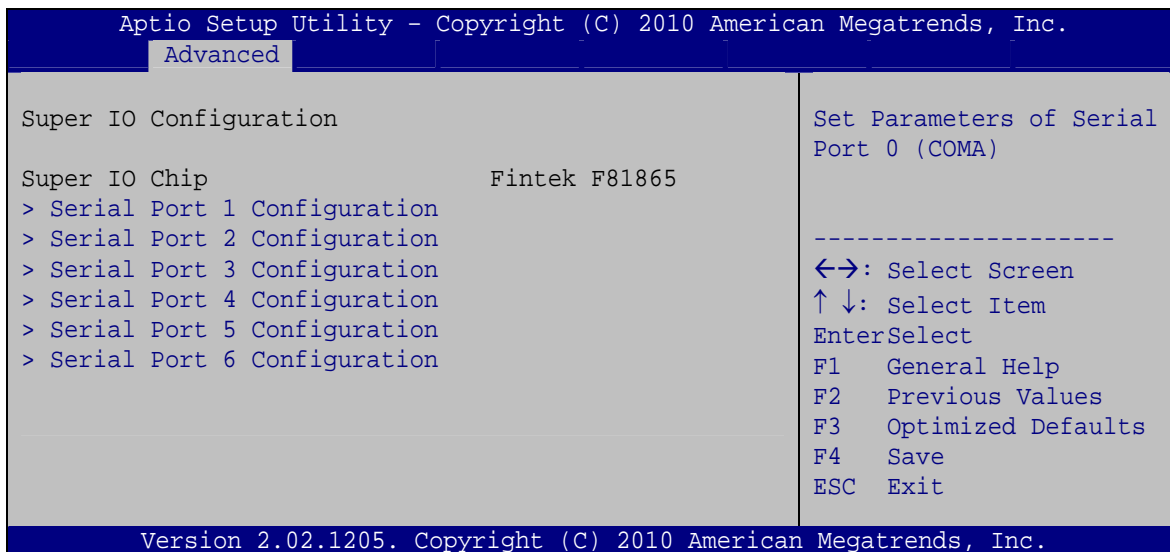 Aptio Setup Utility – Copyright (C) 2010 American Megatrends, Inc.
Advanced
Super IO Configuration
Super IO Chip Fintek F81865
> Serial Port 1 Configuration
> Serial Port 2 Configuration
> Serial Port 3 Configuration
> Serial Port 4 Configuration
> Serial Port 5 Configuration
> Serial Port 6 Configuration
Set Parameters of Serial
Port 0 (COMA)
---------------------
←→: Select Screen
↑ ↓: Select Item
EnterSelect
F1 General Help
F2 Previous Values
F3 Optimized Defaults
F4 Save
ESC Exit
Version 2.02.1205. Copyright (C) 2010 American Megatrends, Inc.